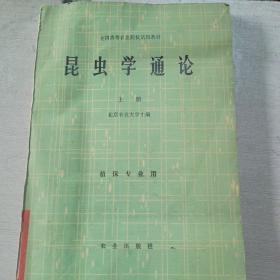 全国高等农业院校试用教材
昆虫学通论
上册
北京农业大学主编
植保专业用
农业出版社